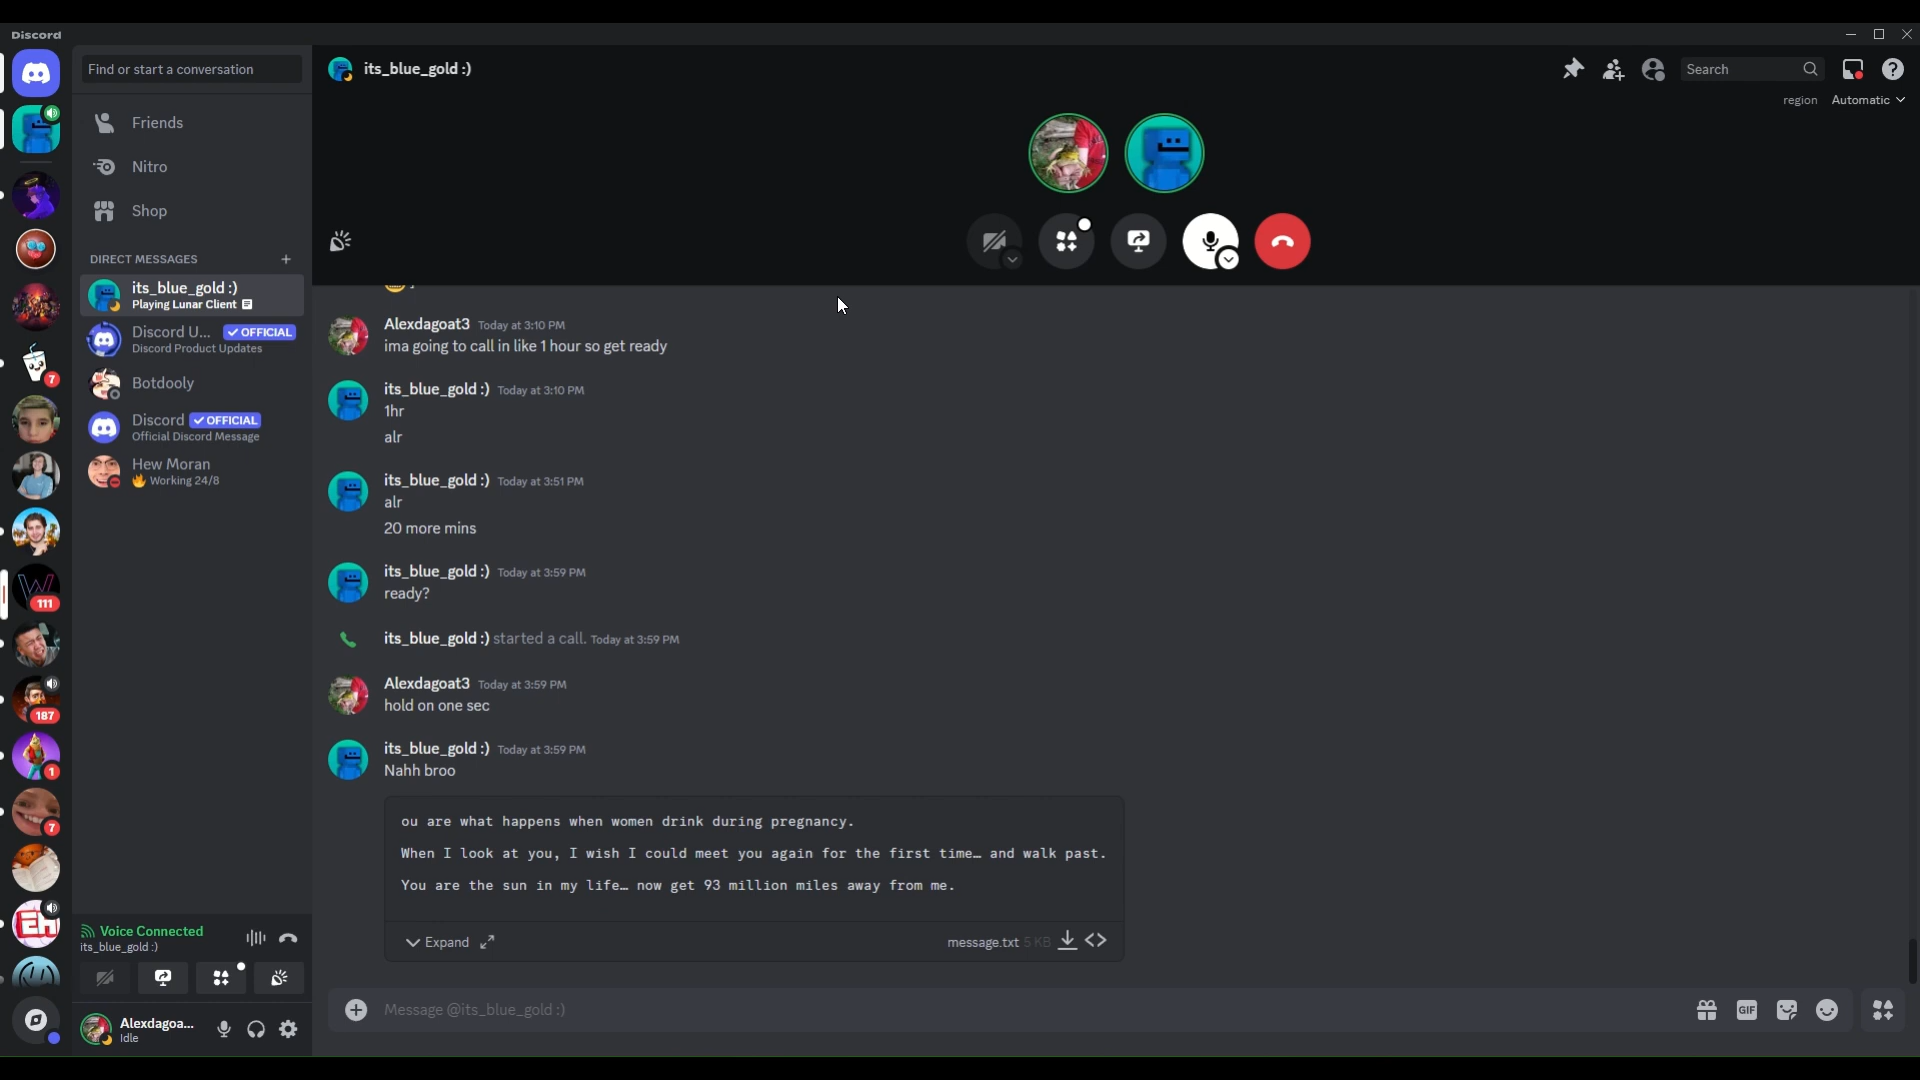 Discord
Find or start a conversation
its_blue_gold :)
Search
region Automatic
Friends
Nitro
Shop
DIRECT MESSAGES
its_blue_gold :)
Playing Lunar Client
Discord U... OFFICIAL
Discord Product Updates
Botdooly
Discord OFFICIAL
Official Discord Message
Hew Moran
Working 24/8
7
111
187
1
7
Alexdagoat3 Today at 3:10 PM
ima going to call in like 1 hour so get ready
its_blue_gold :) Today at 3:10 PM
1hr
alr
its_blue_gold :) Today at 3:51 PM
alr
20 more mins
its_blue_gold :) Today at 3:59 PM
ready?
its_blue_gold :) started a call. Today at 3:59 PM
Alexdagoat3 Today at 3:59 PM
hold on one sec
its_blue_gold :) Today at 3:59 PM
Nahh broo
ou are what happens when women drink during pregnancy.
When I look at you, I wish I could meet you again for the first time… and walk past.
You are the sun in my life… now get 93 million miles away from me.
Expand
message.txt 5 KB
Voice Connected
its_blue_gold :)
Alexdagoa...
Idle
Message @its_blue_gold :)
GIF